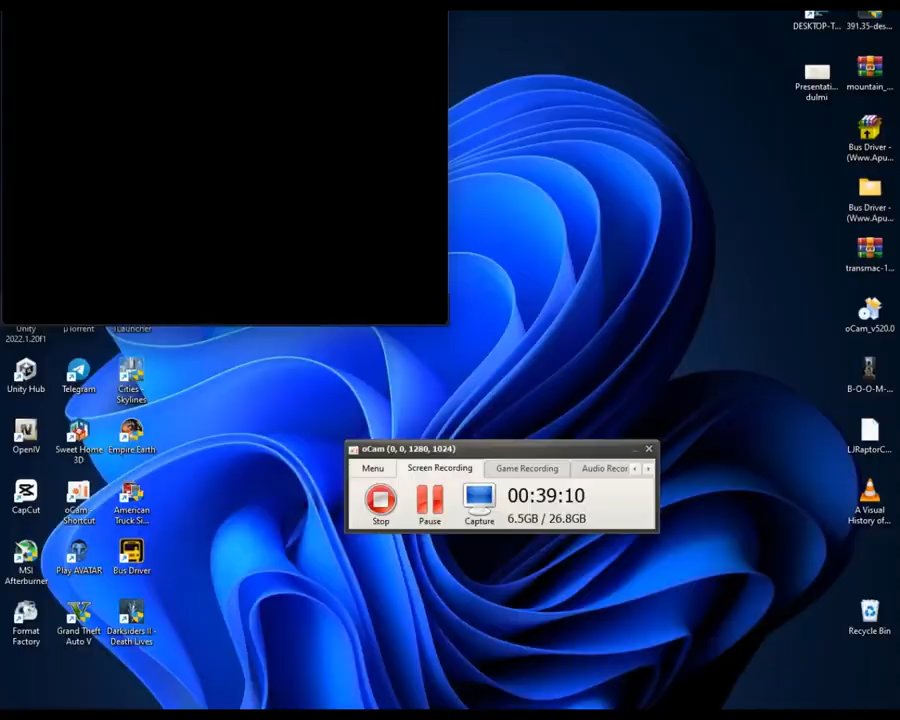 DESKTOP-T...
391.35-des...
Presentati...
dulmi
mountain_...
Bus Driver -
(Www.Apu...
Bus Driver -
(Www.Apu...
transmac-1...
oCam_v520.0
B-O-O-M-...
LJRaptorC...
A Visual
History of...
Recycle Bin
Unity
2022.1.20f1
µTorrent
Unity Hub
Telegram
Cities -
Skylines
OpenIV
Sweet Home
3D
Empire Earth
CapCut
oCam -
Shortcut
American
Truck Si...
MSI
Afterburner
Play AVATAR
Bus Driver
Format
Factory
Grand Theft
Auto V
Darksiders II -
Death Lives
oCam (0, 0, 1280, 1024)
Menu
Screen Recording
Game Recording
Audio Recor
Stop
Pause
Capture
00:39:10
6.5GB / 26.8GB